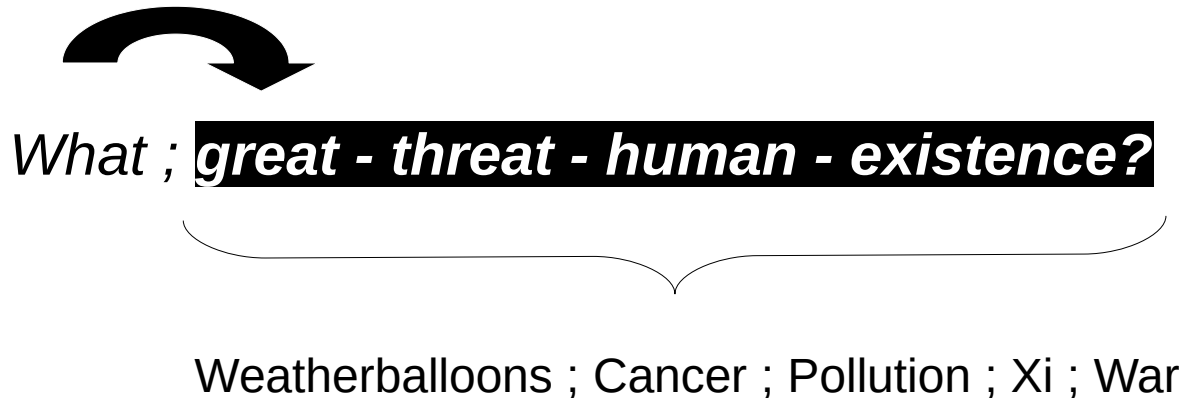 What ; great - threat - human - existence?
Weatherballoons ; Cancer ; Pollution ; Xi ; War